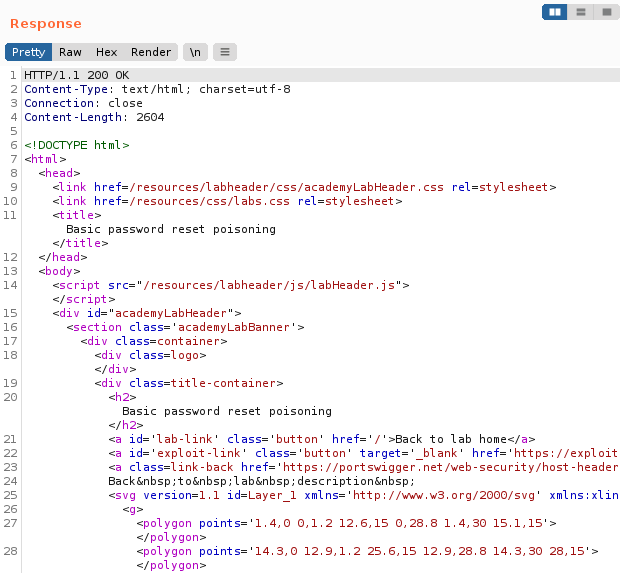 Response
Pretty Raw Hex Render \n
1 HTTP/1.1 200 OK
2 Content-Type: text/html; charset=utf-8
3 Connection: close
4 Content-Length: 2604
5
6 <!DOCTYPE html>
7 <html>
8 <head>
9 <link href=/resources/labheader/css/academyLabHeader.css rel=stylesheet>
10 <link href=/resources/css/labs.css rel=stylesheet>
11 <title>
Basic password reset poisoning
</title>
12 </head>
13 <body>
14 <script src="/resources/labheader/js/labHeader.js">
</script>
15 <div id="academyLabHeader">
16 <section class='academyLabBanner'>
17 <div class=container>
18 <div class=logo>
</div>
19 <div class=title-container>
20 <h2>
Basic password reset poisoning
</h2>
21 <a id='lab-link' class='button' href='/'>Back to lab home</a>
22 <a id='exploit-link' class='button' target='_blank' href='https://exploit
23 <a class=link-back href='https://portswigger.net/web-security/host-header
24 Back&nbsp;to&nbsp;lab&nbsp;description&nbsp;
25 <svg version=1.1 id=Layer_1 xmlns='http://www.w3.org/2000/svg' xmlns:xlin
26 <g>
27 <polygon points='1.4,0 0,1.2 12.6,15 0,28.8 1.4,30 15.1,15'>
</polygon>
28 <polygon points='14.3,0 12.9,1.2 25.6,15 12.9,28.8 14.3,30 28,15'>
</polygon>